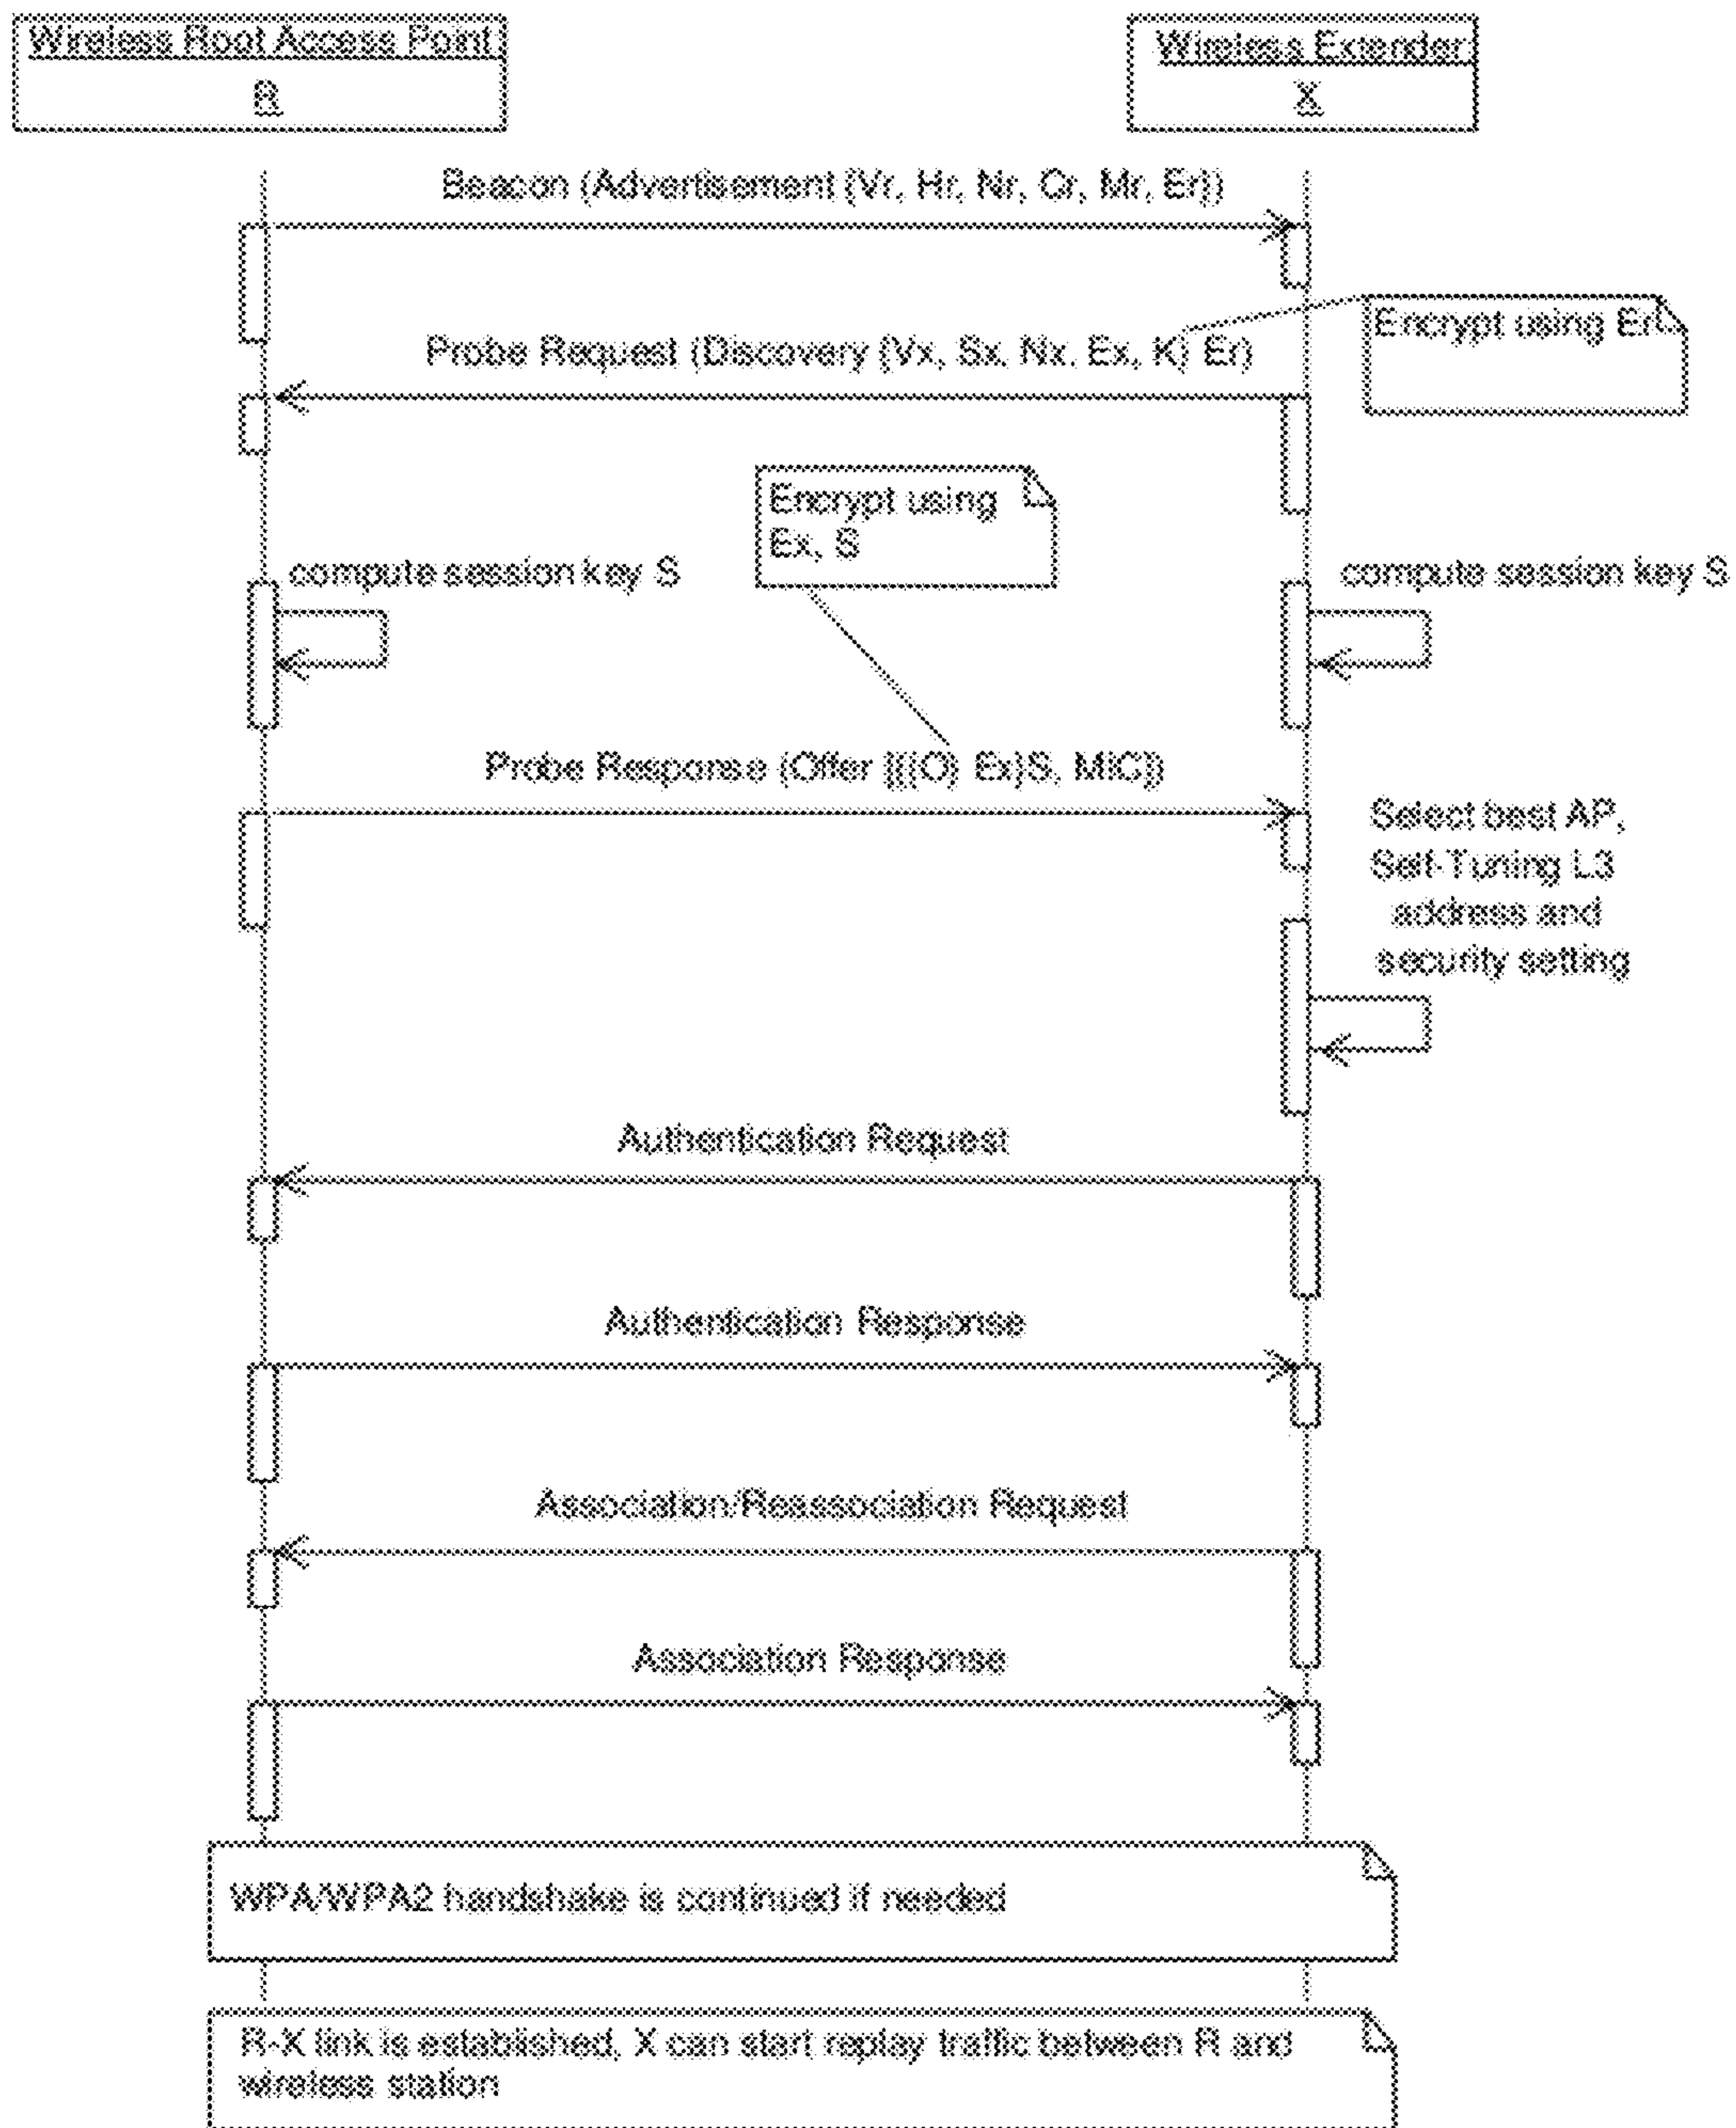 Wireless Root Access Point
R
Wireless Extender
X
Beacon (Advertisement {Vr, Hr, Nr, Cr, Mr, Er})
Encrypt using Er
Probe Request (Discovery {Vx, Sx, Nx, Ex, K} Er)
Encrypt using
Ex, S
compute session key S
compute session key S
Probe Response (Offer {[{O} Ex}S, MIC])
Select best AP,
Self-Tuning L3
address and
security setting
Authentication Request
Authentication Response
Association/Reassociation Request
Association Response
WPA/WPA2 handshake is continued if needed
R-X link is established, X can start replay traffic between R and
wireless station